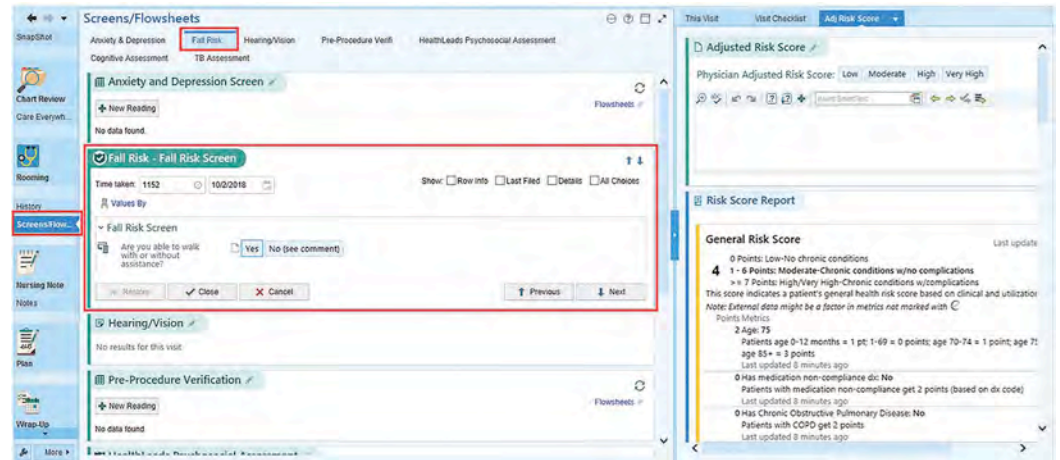 SnapShot
Chart Review
Care Everywh...
Rooming
History
Screens/Flow...
Nursing Note
Notes
Plan
Wrap-Up
More
Screens/Flowsheets
Anxiety & Depression Fall Risk Hearing/Vision Pre-Procedure Verifi HealthLeads Psychosocial Assessment
Cognitive Assessment TB Assessment
Anxiety and Depression Screen
New Reading
Flowsheets
No data found.
Fall Risk - Fall Risk Screen
Time taken: 1152 10/2/2018 Show: Row Info Last Filed Details All Choices
Values By
Fall Risk Screen
Are you able to walk
with or without
assistance?
Yes No (see comment)
Restore Close Cancel Previous Next
Hearing/Vision
No results for this visit.
Pre-Procedure Verification
New Reading
Flowsheets
No data found
HealthLeads Psychosocial Assessment
This Visit Visit Checklist Adj Risk Score
Adjusted Risk Score
Physician Adjusted Risk Score: Low Moderate High Very High
Insert SmartText
Risk Score Report
General Risk Score Last update
0 Points: Low-No chronic conditions
4 1 - 6 Points: Moderate-Chronic conditions w/no complications
>= 7 Points: High/Very High-Chronic conditions w/complications
This score indicates a patient's general health risk score based on clinical and utilization
Note: External data might be a factor in metrics not marked with C
Points Metrics
2 Age: 75
Patients age 0-12 months = 1 pt; 1-69 = 0 points; age 70-74 = 1 point; age 75
age 85+ = 3 points
Last updated 8 minutes ago
0 Has medication non-compliance dx: No
Patients with medication non-compliance get 2 points (based on dx code)
Last updated 8 minutes ago
0 Has Chronic Obstructive Pulmonary Disease: No
Patients with COPD get 2 points
Last updated 8 minutes ago